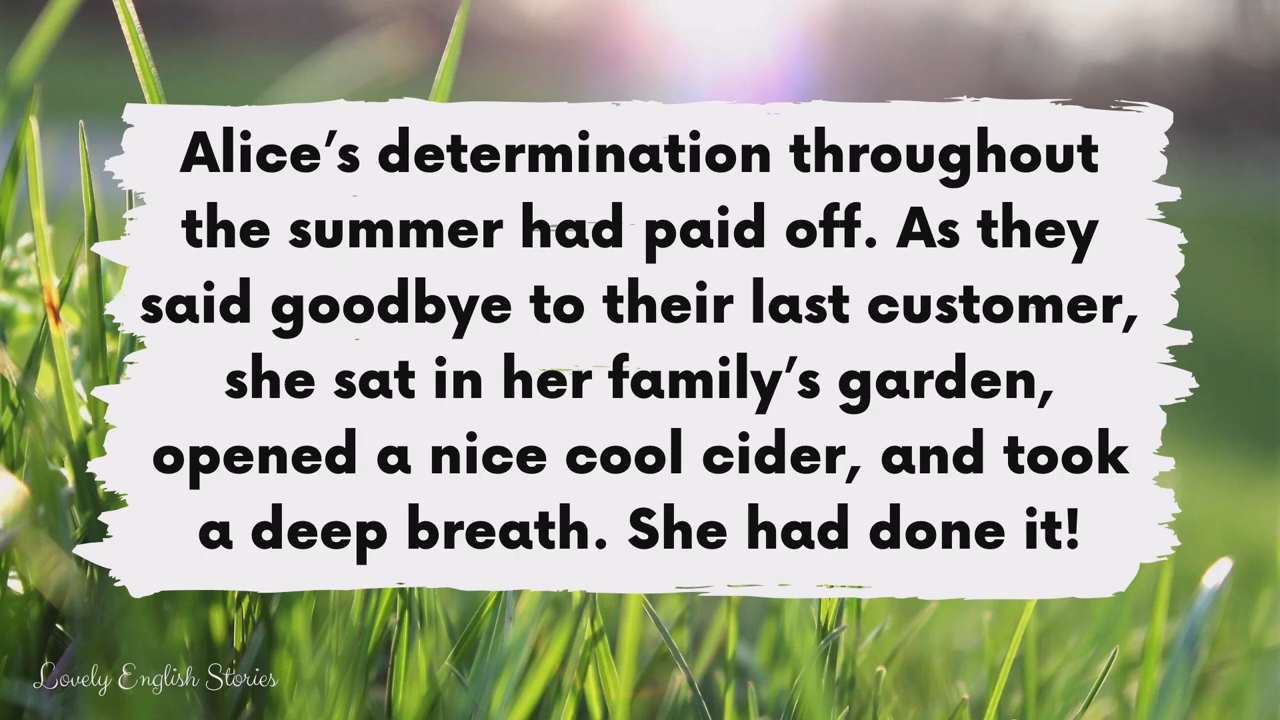 Alice’s determination throughout
the summer had paid off. As they
said goodbye to their last customer,
she sat in her family’s garden,
opened a nice cool cider, and took
a deep breath. She had done it!
Lovely English Stories